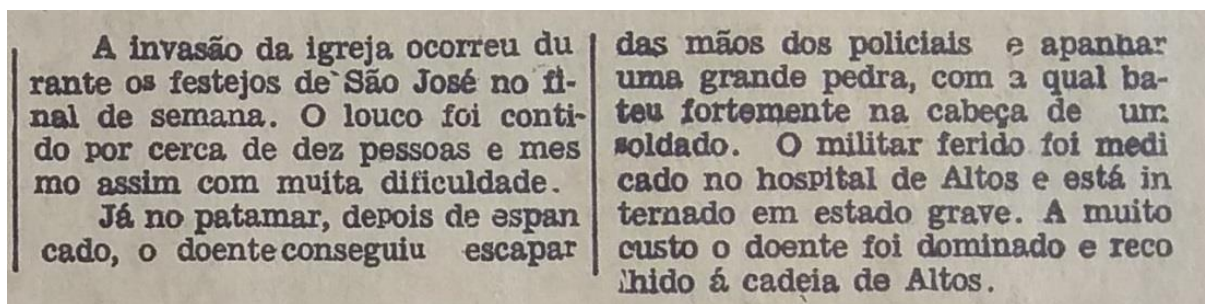 A invasão da igreja ocorreu du
rante os festejos de São José no fi-
nal de semana. O louco foi conti-
do por cerca de dez pessoas e mes
mo assim com muita dificuldade.
Já no patamar, depois de espan
cado, o doente conseguiu escapar
das mãos dos policiais e apanhar
uma grande pedra, com a qual ba-
teu fortemente na cabeça de um
soldado. O militar ferido foi medi
cado no hospital de Altos e está in
ternado em estado grave. A muito
custo o doente foi dominado e reco
lhido á cadeia de Altos.